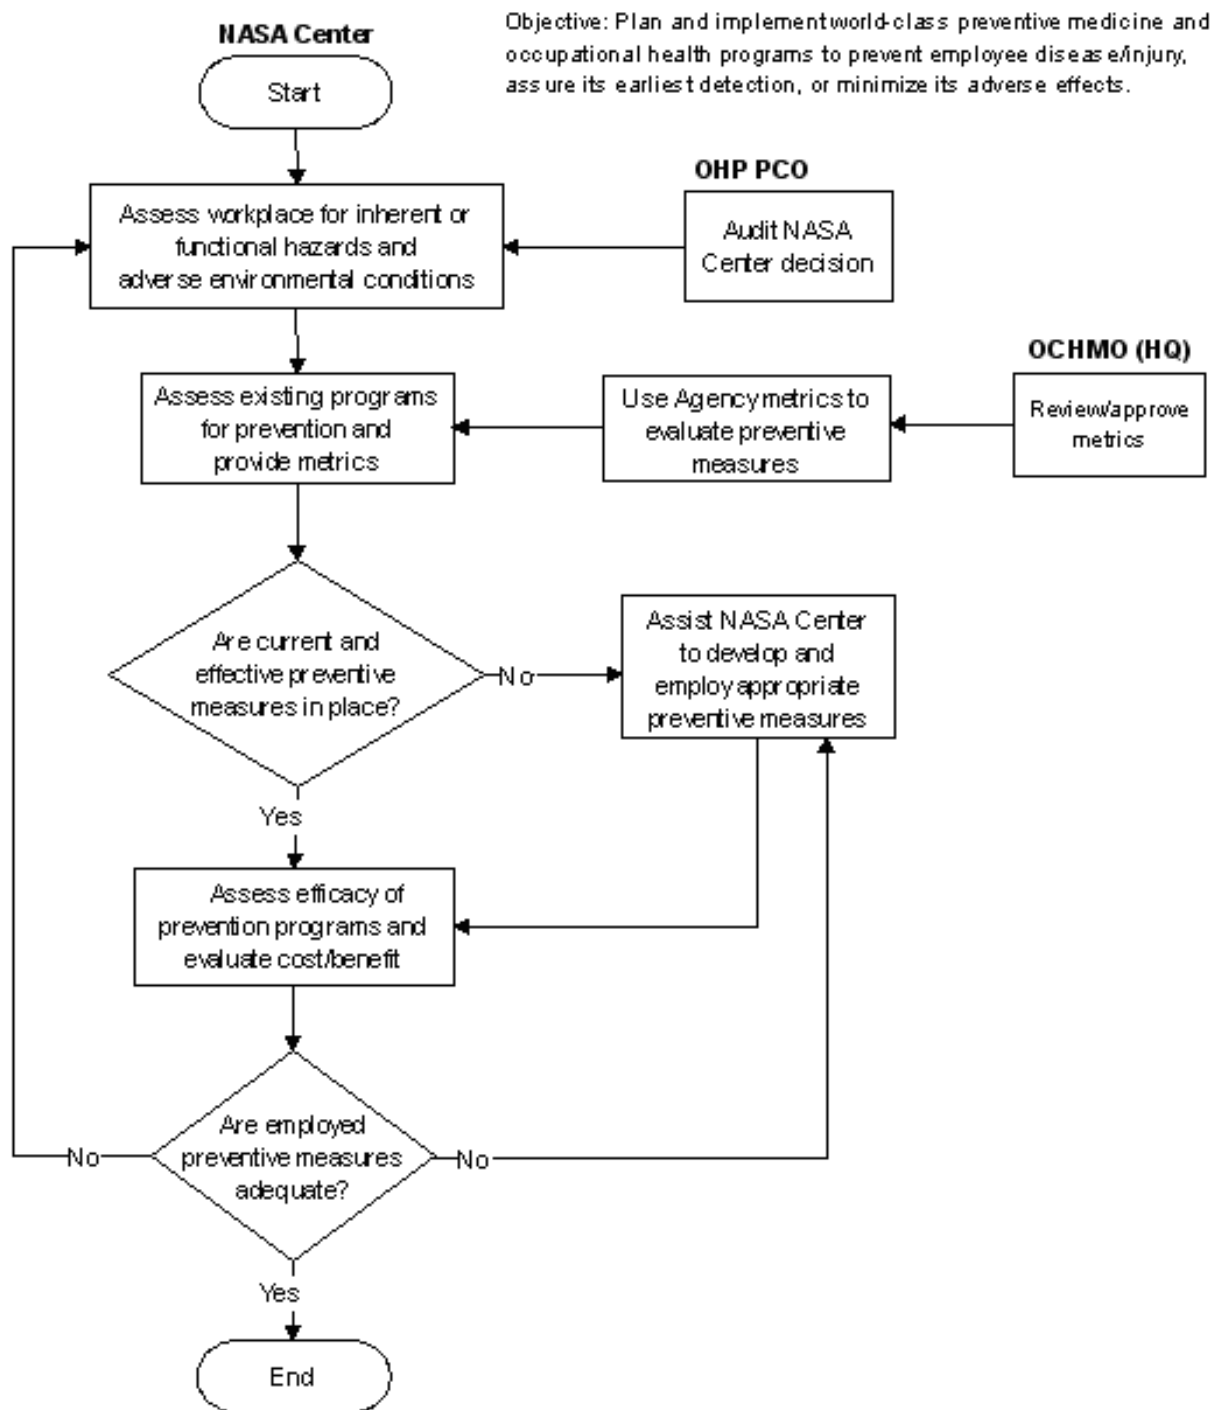 NASA Center
Objective: Plan and implement world-class preventive medicine and
occupational health programs to prevent employee disease/injury,
assure its earliest detection, or minimize its adverse effects.
Start
OHP PCO
Assess workplace for inherent or
functional hazards and
adverse environmental conditions
Audit NASA
Center decision
OCHMO (HQ)
Assess existing programs
for prevention and
provide metrics
Use Agency metrics to
evaluate preventive
measures
Review/approve
metrics
Are current and
effective preventive
measures in place?
No
Assist NASA Center
to develop and
employ appropriate
preventive measures
Yes
Assess efficacy of
prevention programs and
evaluate cost/benefit
Are employed
preventive measures
adequate?
No
No
Yes
End